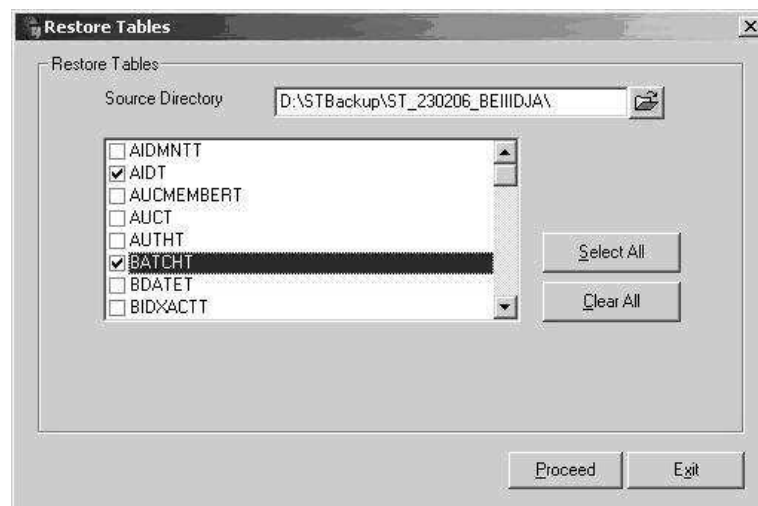 Restore Tables
Restore Tables
Source Directory D:\STBackup\ST_230206_BEIIIDJA\
AIDMNTT
AIDT
AUCMEMBERT
AUCT
AUTHT
BATCHT
BDATET
BIDXACTT
Select All
Clear All
Proceed Exit